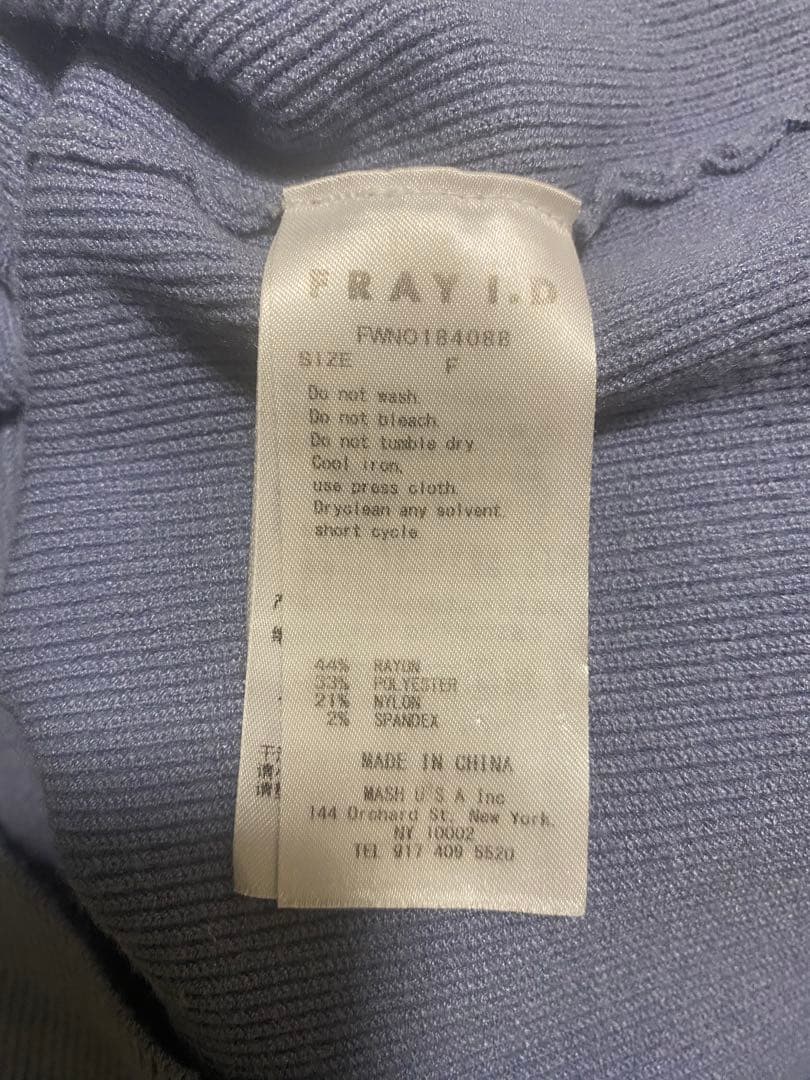 FRAY I.D
FWNO184088
SIZE F
Do not wash.
Do not bleach.
Do not tumble dry
Cool iron.
use press cloth.
Dryclean any solvent.
short cycle
44% RAYON
33% POLYESTER
21% NYLON
2% SPANDEX
MADE IN CHINA
MASH U'S A Inc
144 Orchard St, New York.
NY 10002
TEL 917 409 5520